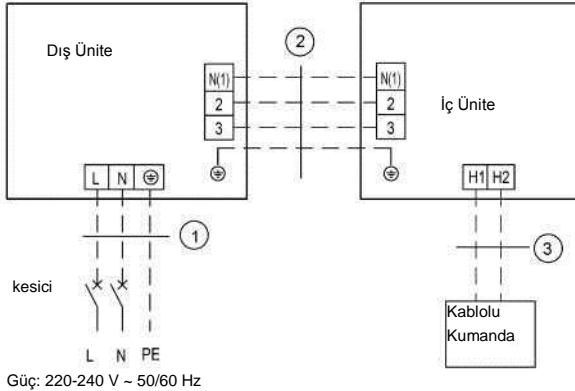 Dış Ünite
2
N(1)
N(1)
2
2
İç Ünite
3
3
L N
H1 H2
1
3
kesici
Kablolu
Kumanda
L N PE
Güç: 220-240 V ~ 50/60 Hz